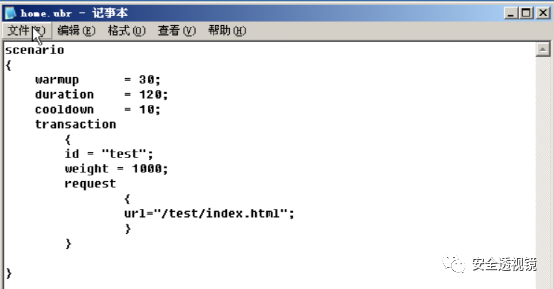 home.ubr - 记事本
文件(F) 编辑(E) 格式(O) 查看(V) 帮助(H)
scenario
{
    warmup      = 30;
    duration    = 120;
    cooldown    = 10;
    transaction
        {
        id = "test";
        weight = 1000;
        request
                {
                url="/test/index.html";
                }
        }
}
安全透视镜